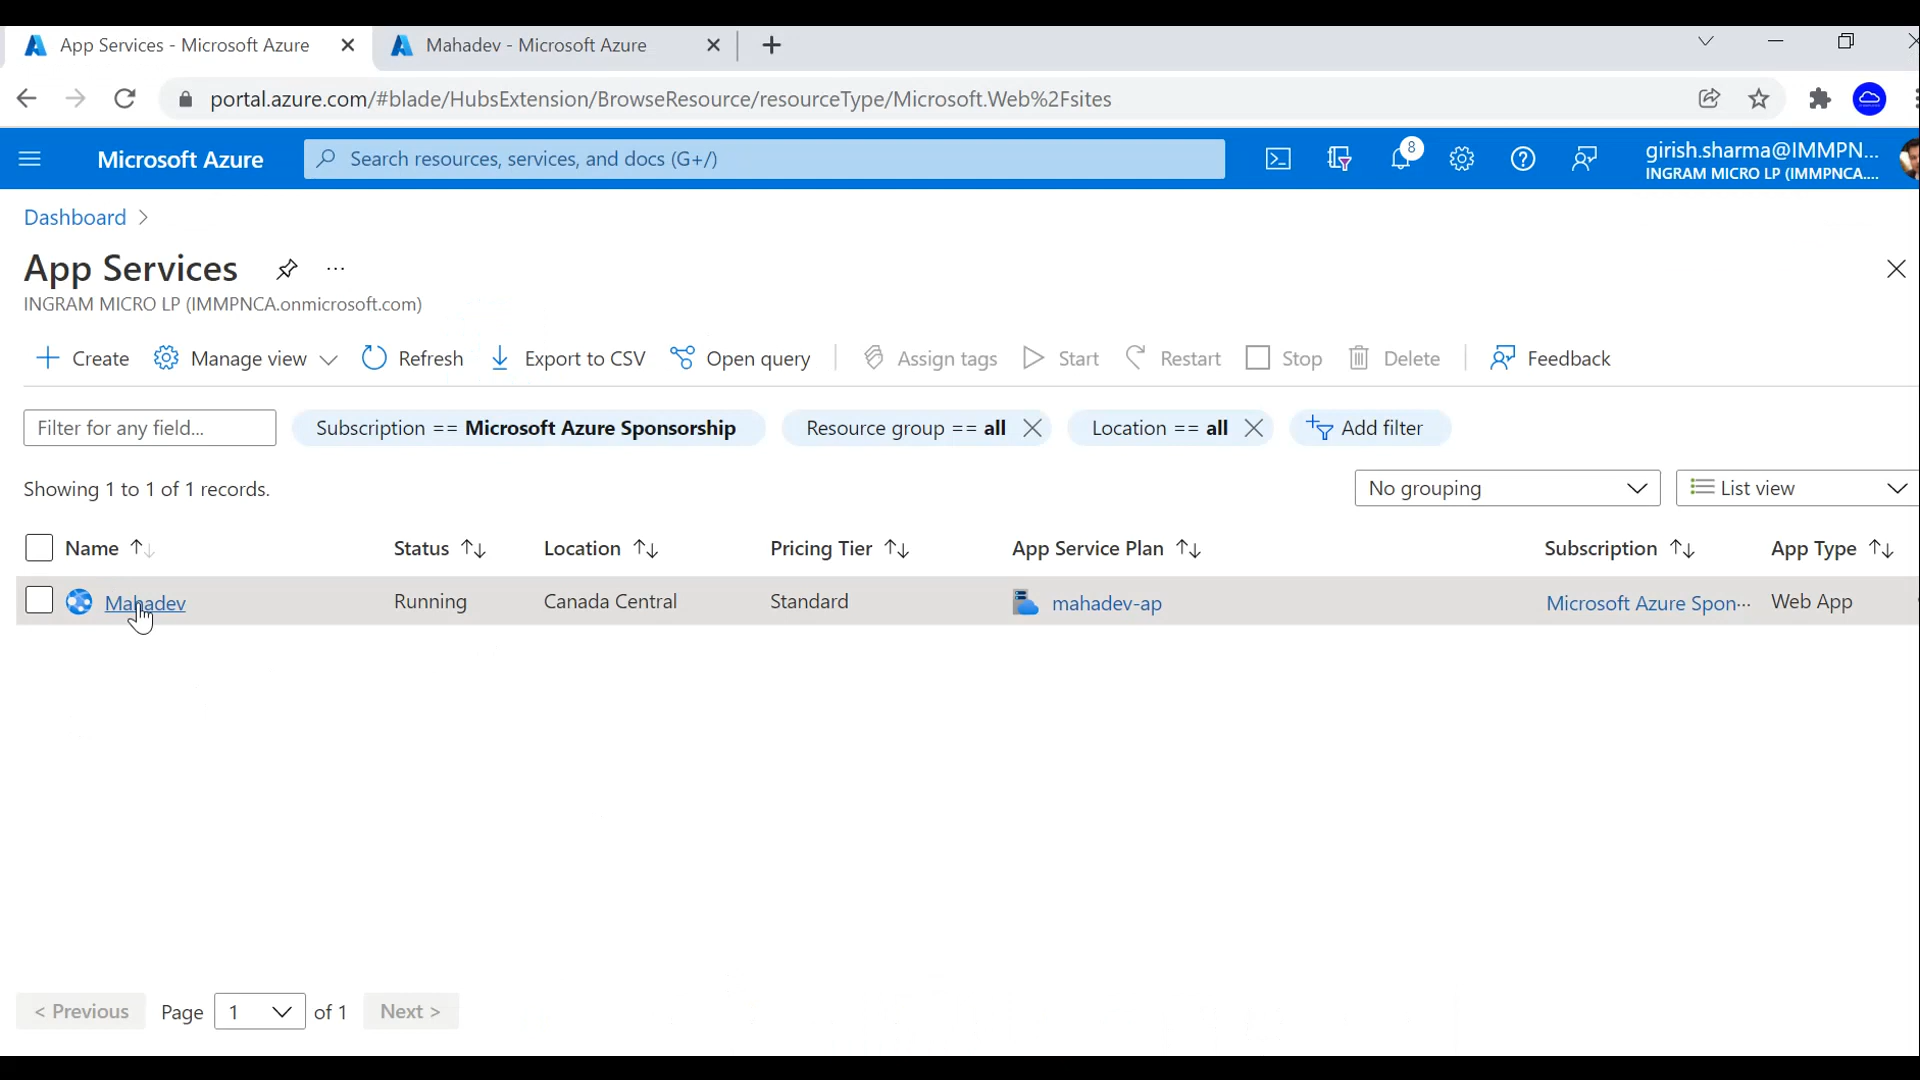 App Services - Microsoft Azure
Mahadev - Microsoft Azure
portal.azure.com/#blade/HubsExtension/BrowseResource/resourceType/Microsoft.Web%2Fsites
Microsoft Azure
Search resources, services, and docs (G+/)
8
girish.sharma@IMMPN...
INGRAM MICRO LP (IMMPNCA....
Dashboard >
App Services ...
INGRAM MICRO LP (IMMPNCA.onmicrosoft.com)
Create Manage view Refresh Export to CSV Open query Assign tags Start Restart Stop Delete Feedback
Filter for any field... Subscription == Microsoft Azure Sponsorship Resource group == all Location == all Add filter
Showing 1 to 1 of 1 records. No grouping List view
Name Status Location Pricing Tier App Service Plan Subscription App Type
Mahadev Running Canada Central Standard mahadev-ap Microsoft Azure Spon··· Web App
< Previous Page 1 of 1 Next >